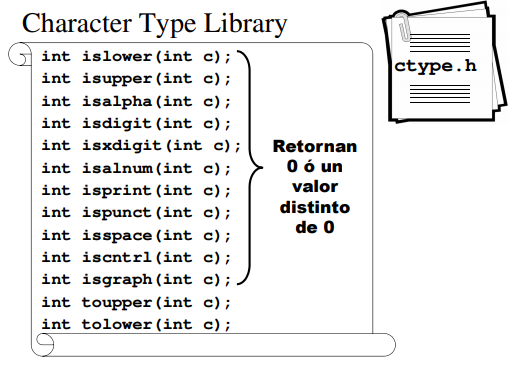 Character Type Library
int islower(int c);
int isupper(int c);
int isalpha(int c);
int isdigit(int c);
int isxdigit(int c);
int isalnum(int c);
int isprint(int c);
int ispunct(int c);
int isspace(int c);
int iscntrl(int c);
int isgraph(int c);
int toupper(int c);
int tolower(int c);
Retornan
0 ó un
valor
distinto
de 0
ctype.h